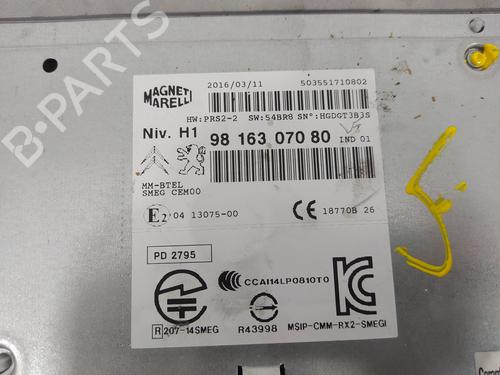 B-PARTS
MAGNETI
MARELLI
2016/03/11 503551710802
HW:PRS2-2 SW:54BR8 SN°:HGDGT3B3S
Niv. H1 98 163 070 80 IND 01
MM-BTEL
SMEG CEM00
E2 04 13075-00 CE 18770B 26
PD 2795
CCAI14LP0810T0
R 207-14SMEG R43998 MSIP-CMM-RX2-SMEGI